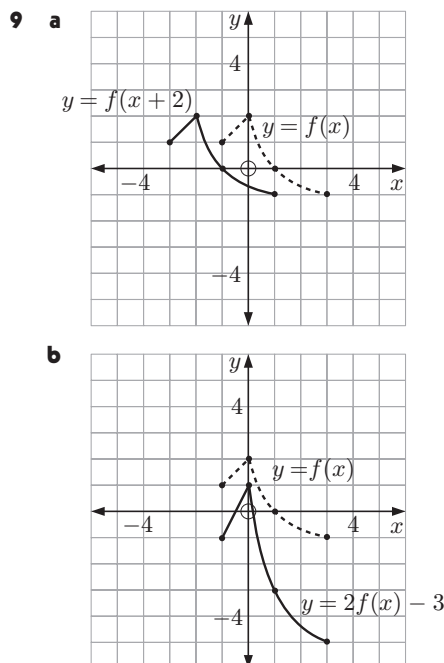 9 a
y
4
y = f(x + 2)
y = f(x)
−4
4
x
−4
b
y
4
y = f(x)
−4
4
x
y = 2f(x) − 3
−4